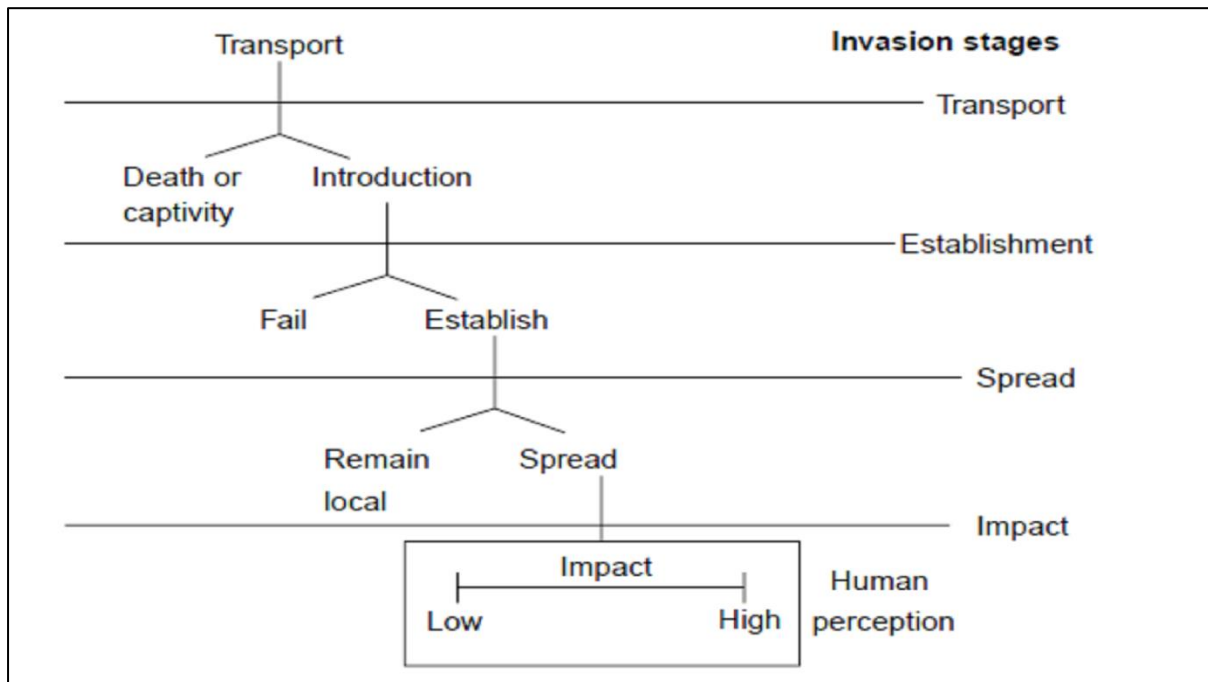 Transport
Invasion stages
Transport
Death or
captivity
Introduction
Establishment
Fail
Establish
Spread
Remain
local
Spread
Impact
Impact
Low
High
Human
perception